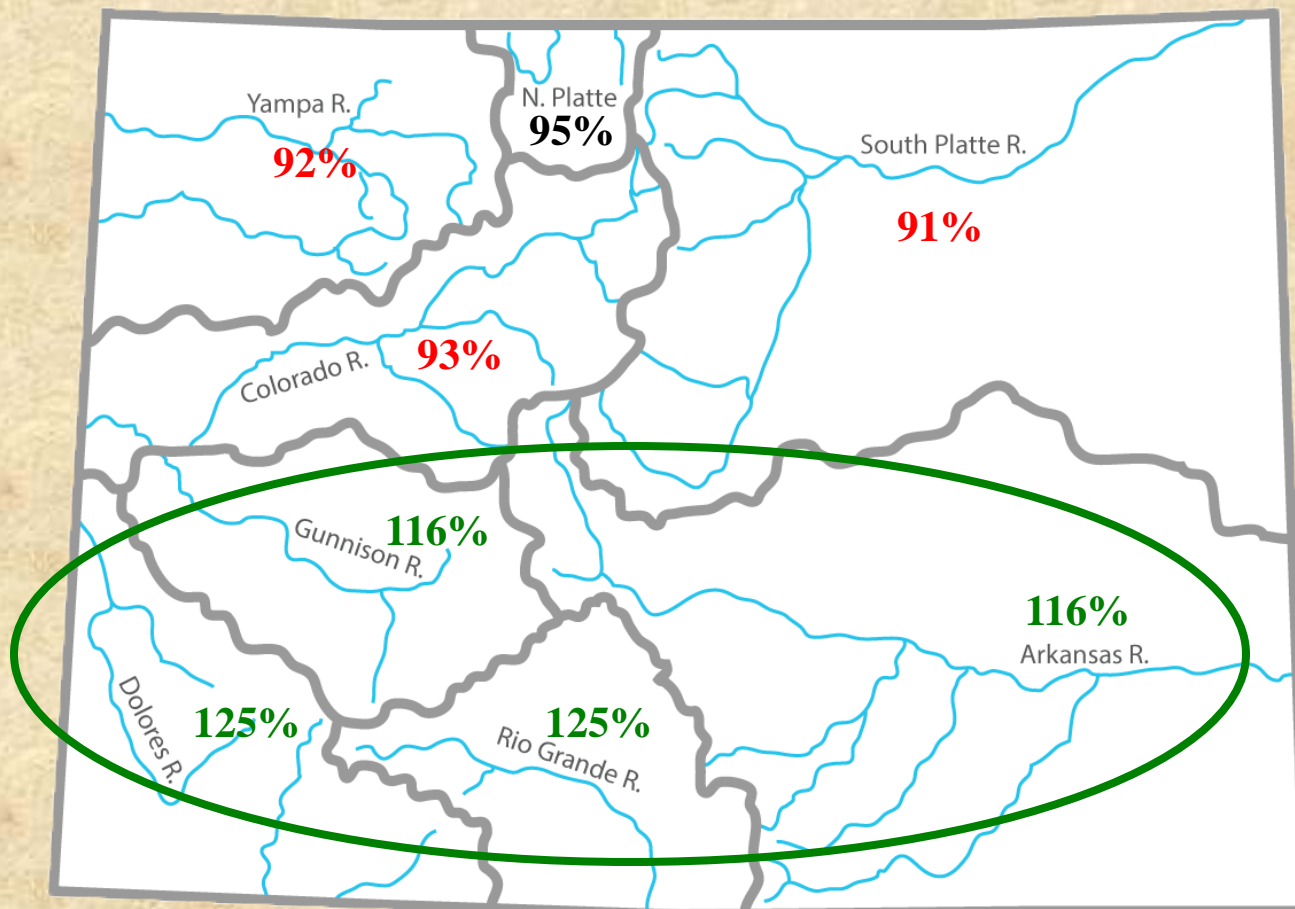 Yampa R.
92%
N. Platte
95%
South Platte R.
91%
Colorado R.
93%
Gunnison R.
116%
116%
Arkansas R.
Dolores R.
125%
125%
Rio Grande R.